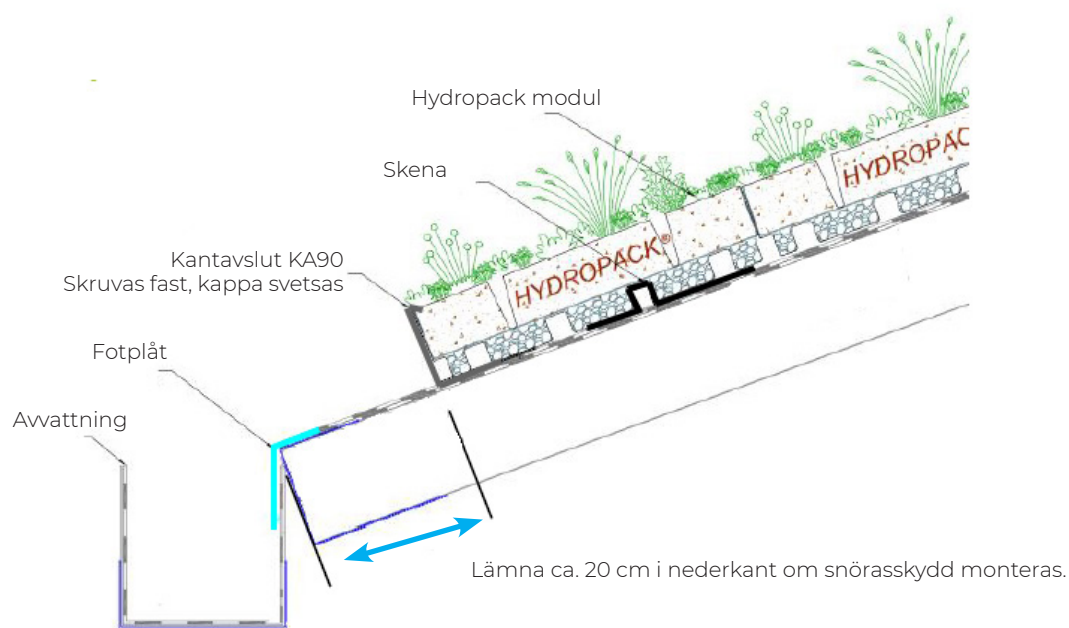 Hydropack modul
Skena
Kantavslut KA90
Skruvas fast, kappa svetsas
Fotplåt
Avvattning
HYDROPACK®
HYDROPAC
Lämna ca. 20 cm i nederkant om snörasskydd monteras.